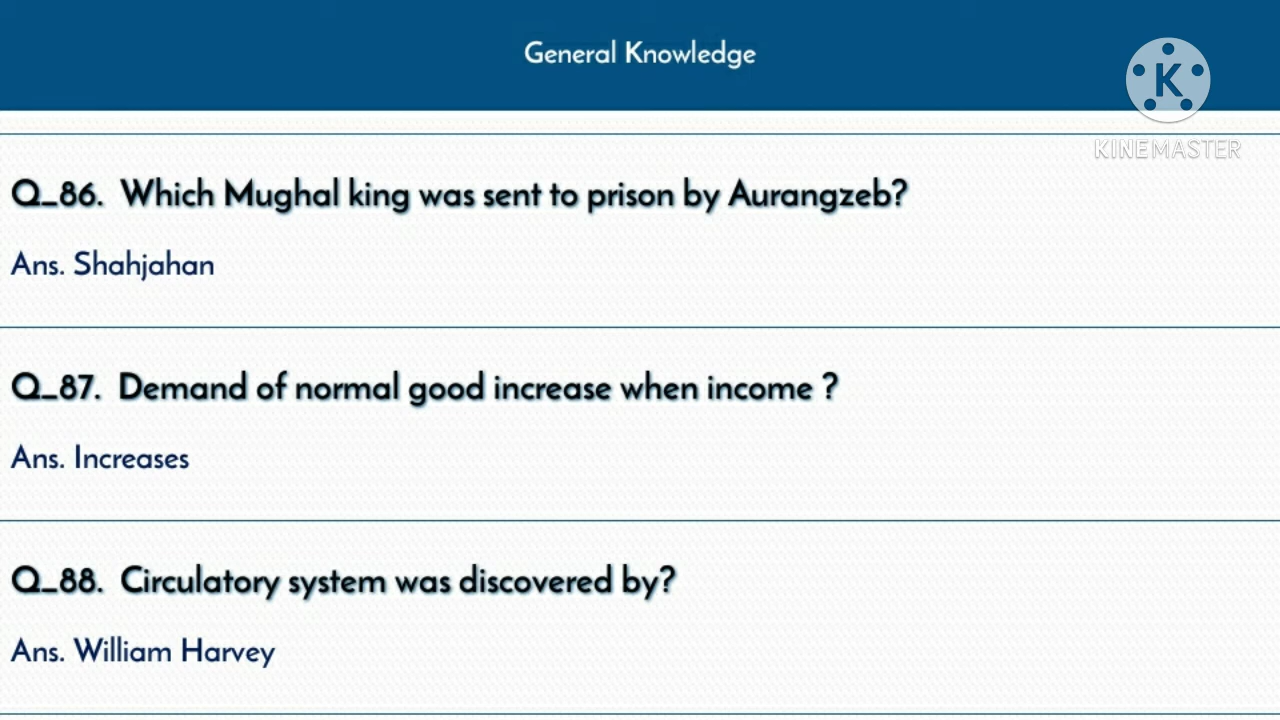 General Knowledge
K
KINEMASTER
Q_86. Which Mughal king was sent to prison by Aurangzeb?
Ans. Shahjahan
Q_87. Demand of normal good increase when income ?
Ans. Increases
Q_88. Circulatory system was discovered by?
Ans. William Harvey